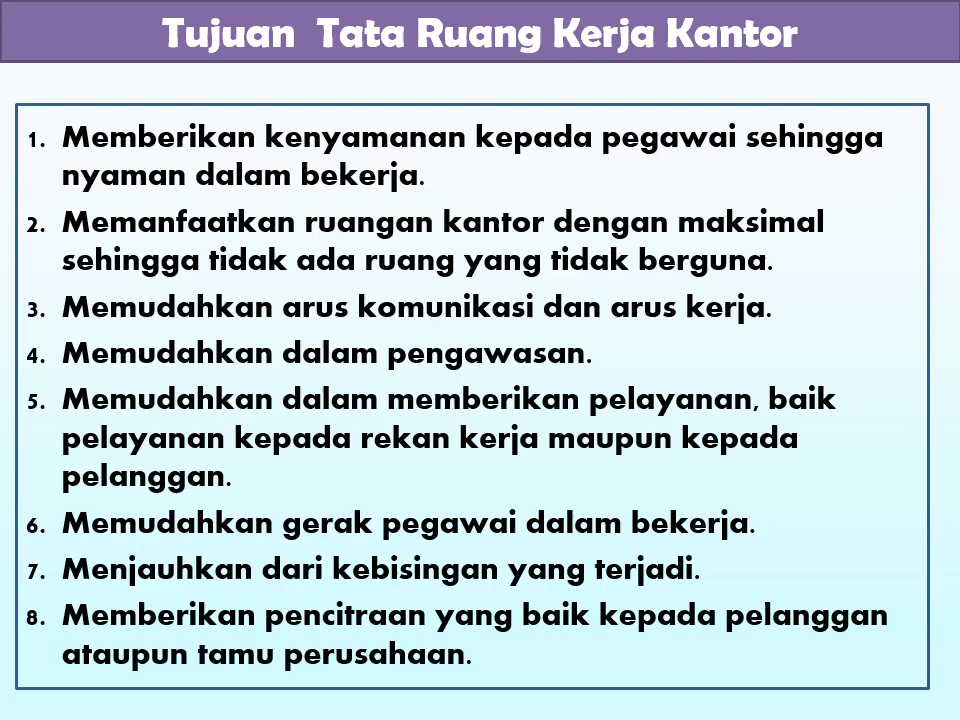 Tujuan  Tata Ruang Kerja Kantor
1. Memberikan kenyamanan kepada pegawai sehingga
nyaman dalam bekerja.
2. Memanfaatkan ruangan kantor dengan maksimal
sehingga tidak ada ruang yang tidak berguna.
3. Memudahkan arus komunikasi dan arus kerja.
4. Memudahkan dalam pengawasan.
5. Memudahkan dalam memberikan pelayanan, baik
pelayanan kepada rekan kerja maupun kepada
pelanggan.
6. Memudahkan gerak pegawai dalam bekerja.
7. Menjauhkan dari kebisingan yang terjadi.
8. Memberikan pencitraan yang baik kepada pelanggan
ataupun tamu perusahaan.